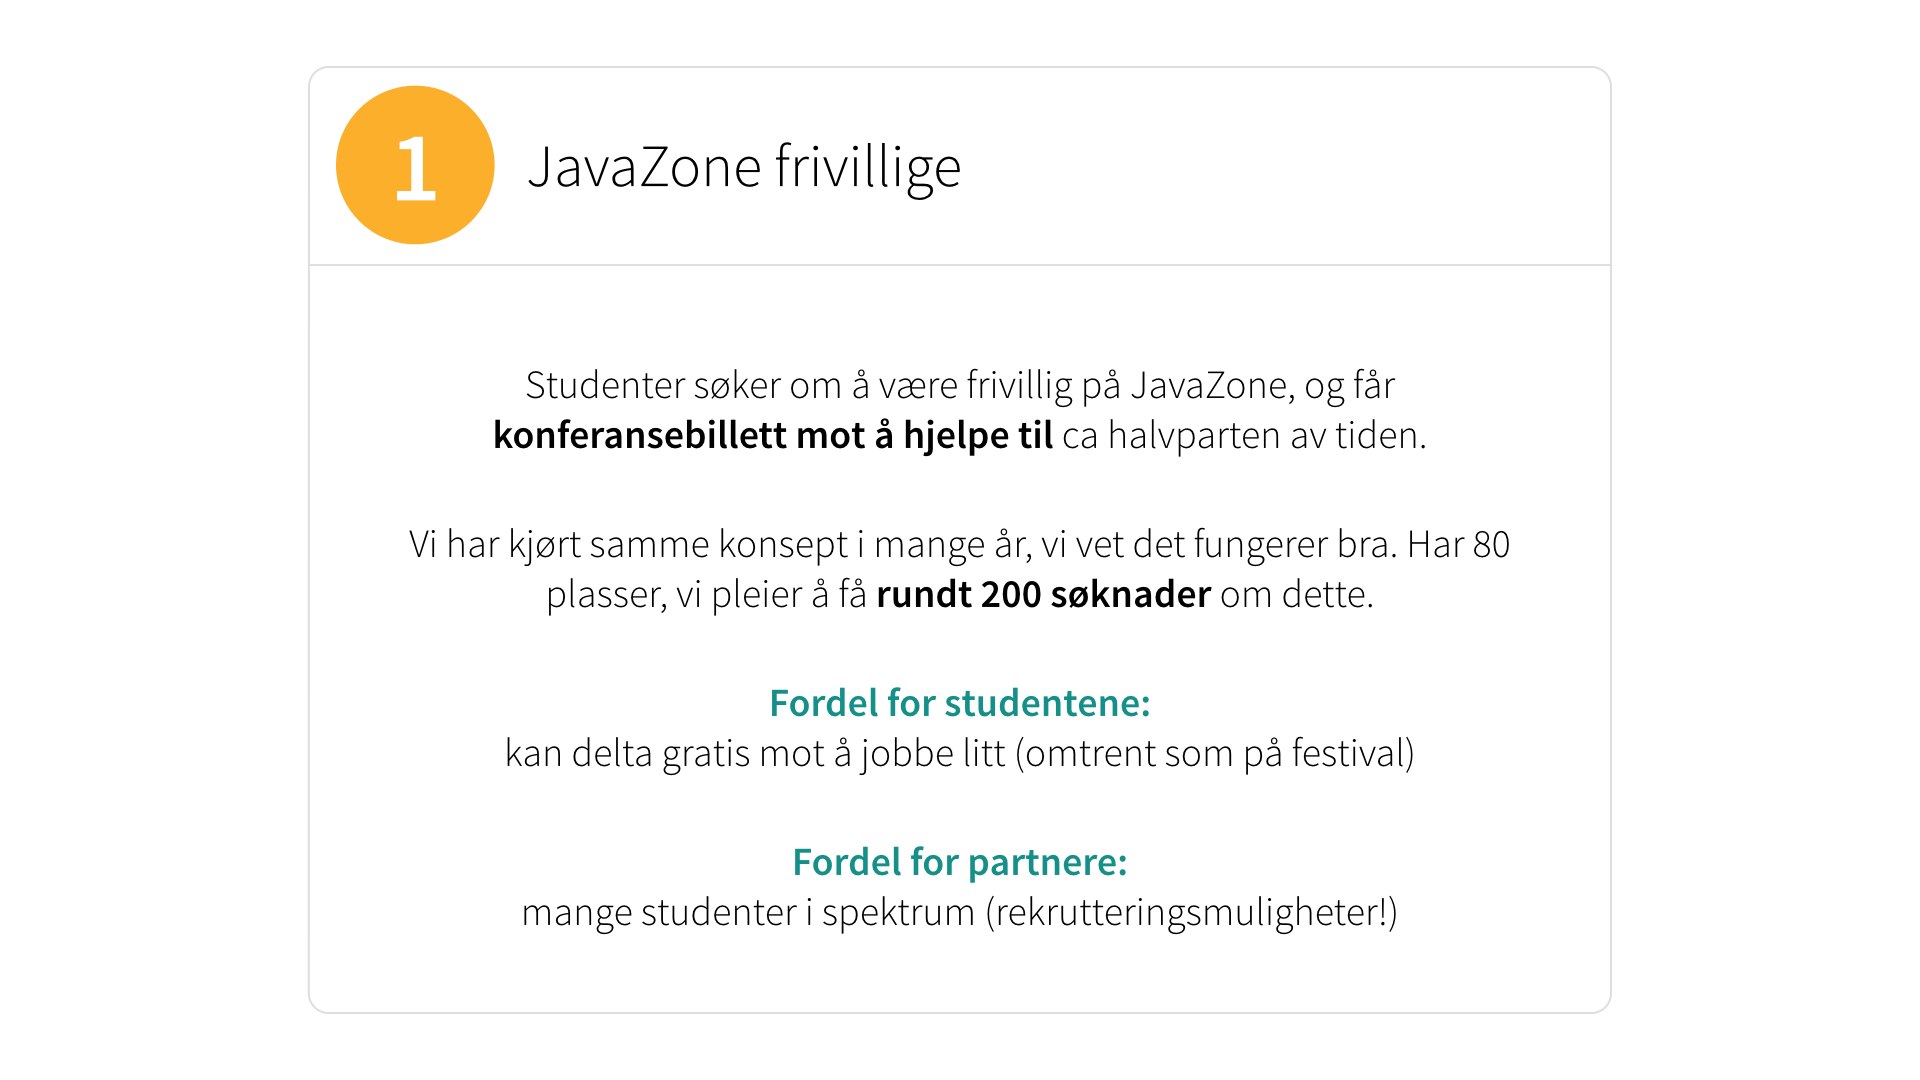 1
JavaZone frivillige
Studenter søker om å være frivillig på JavaZone, og får
konferansebillett mot å hjelpe til ca halvparten av tiden.
Vi har kjørt samme konsept i mange år, vi vet det fungerer bra. Har 80
plasser, vi pleier å få rundt 200 søknader om dette.
Fordel for studentene:
kan delta gratis mot å jobbe litt (omtrent som på festival)
Fordel for partnere:
mange studenter i spektrum (rekrutteringsmuligheter!)